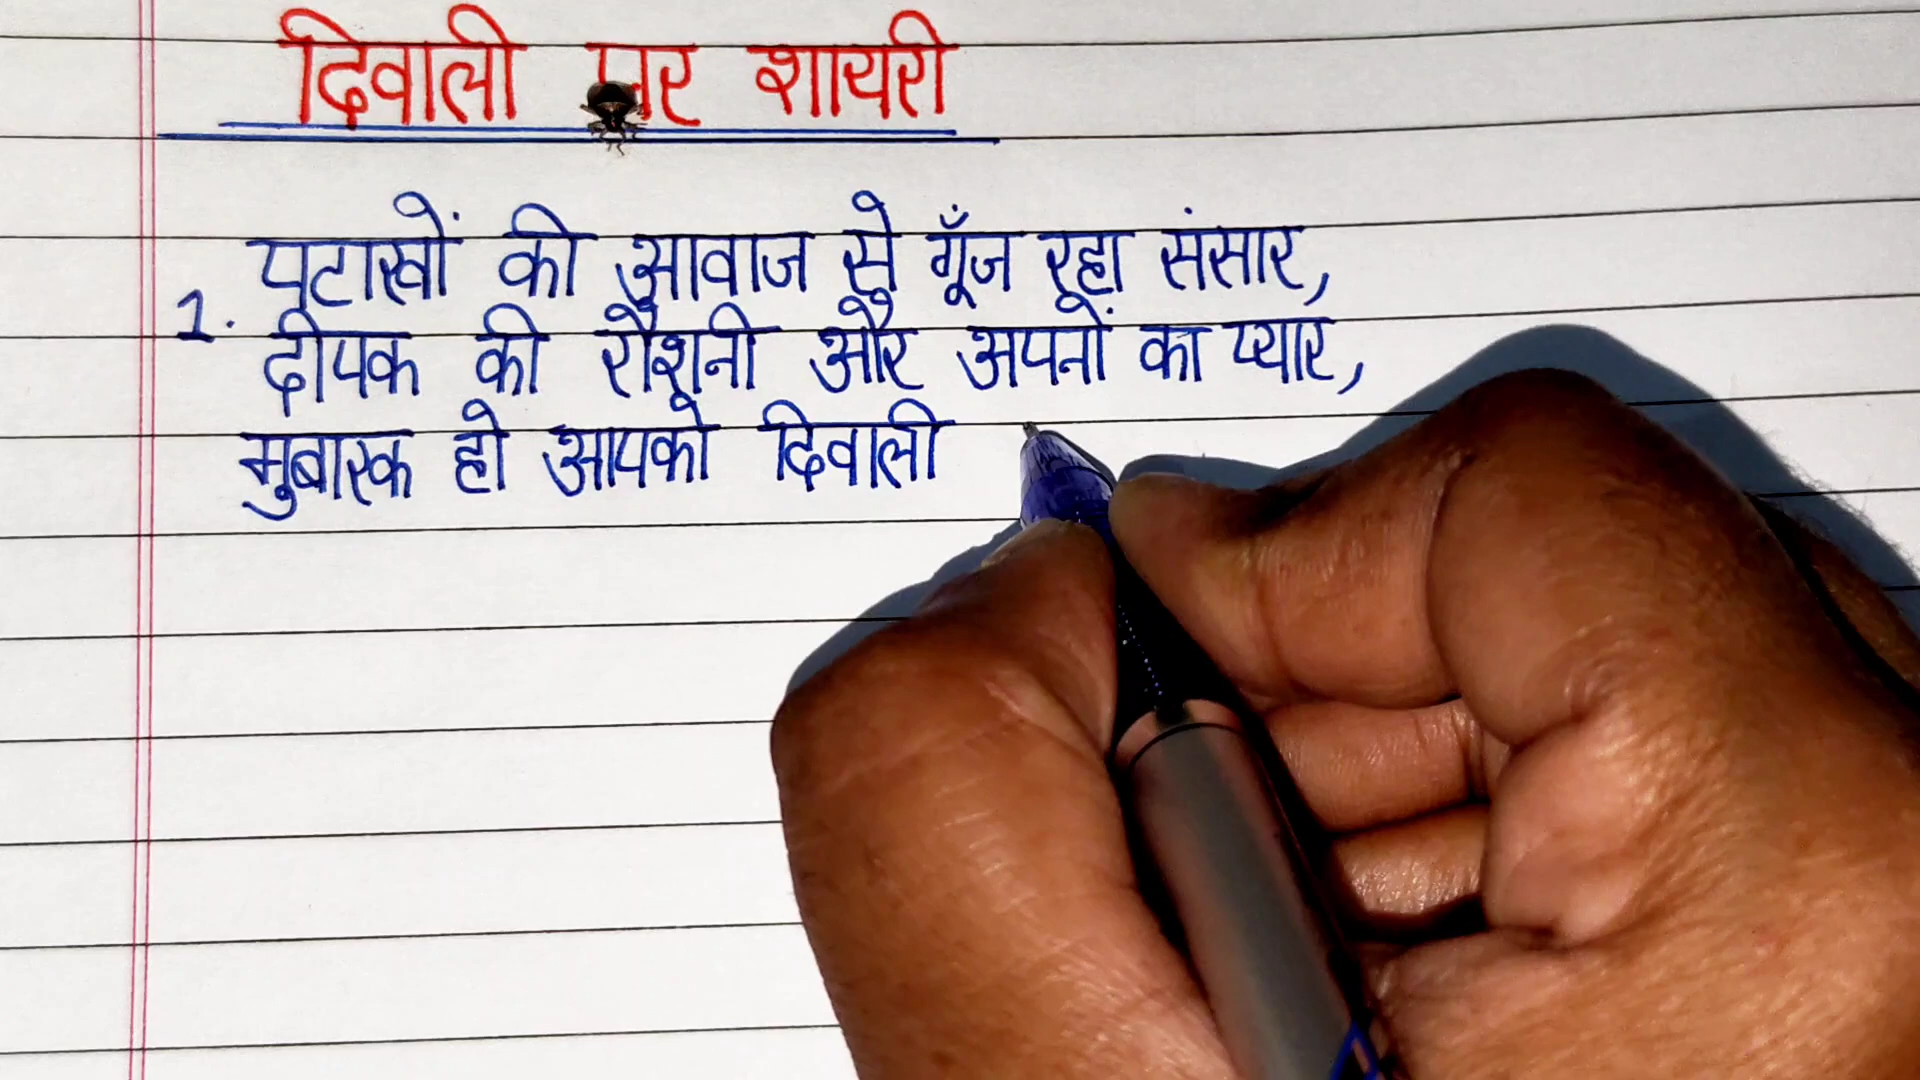 दिवाली पर शायरी
1. पटाखों की आवाज से गूँज रहा संसार,
दीपक की रोशनी और अपनों का प्यार,
मुबारक हो आपको दिवाली